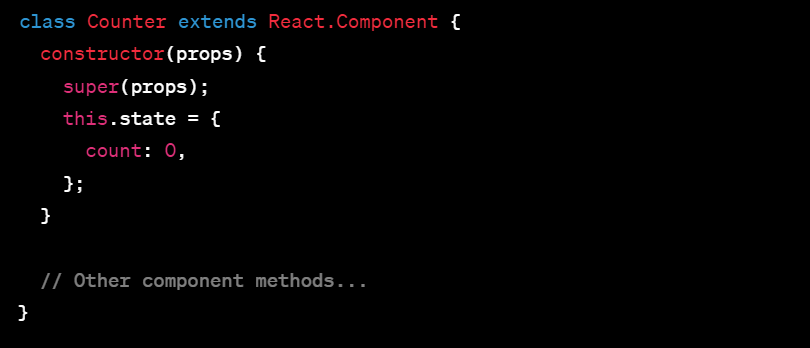 class Counter extends React.Component {
  constructor(props) {
    super(props);
    this.state = {
      count: 0,
    };
  }

  // Other component methods...
}